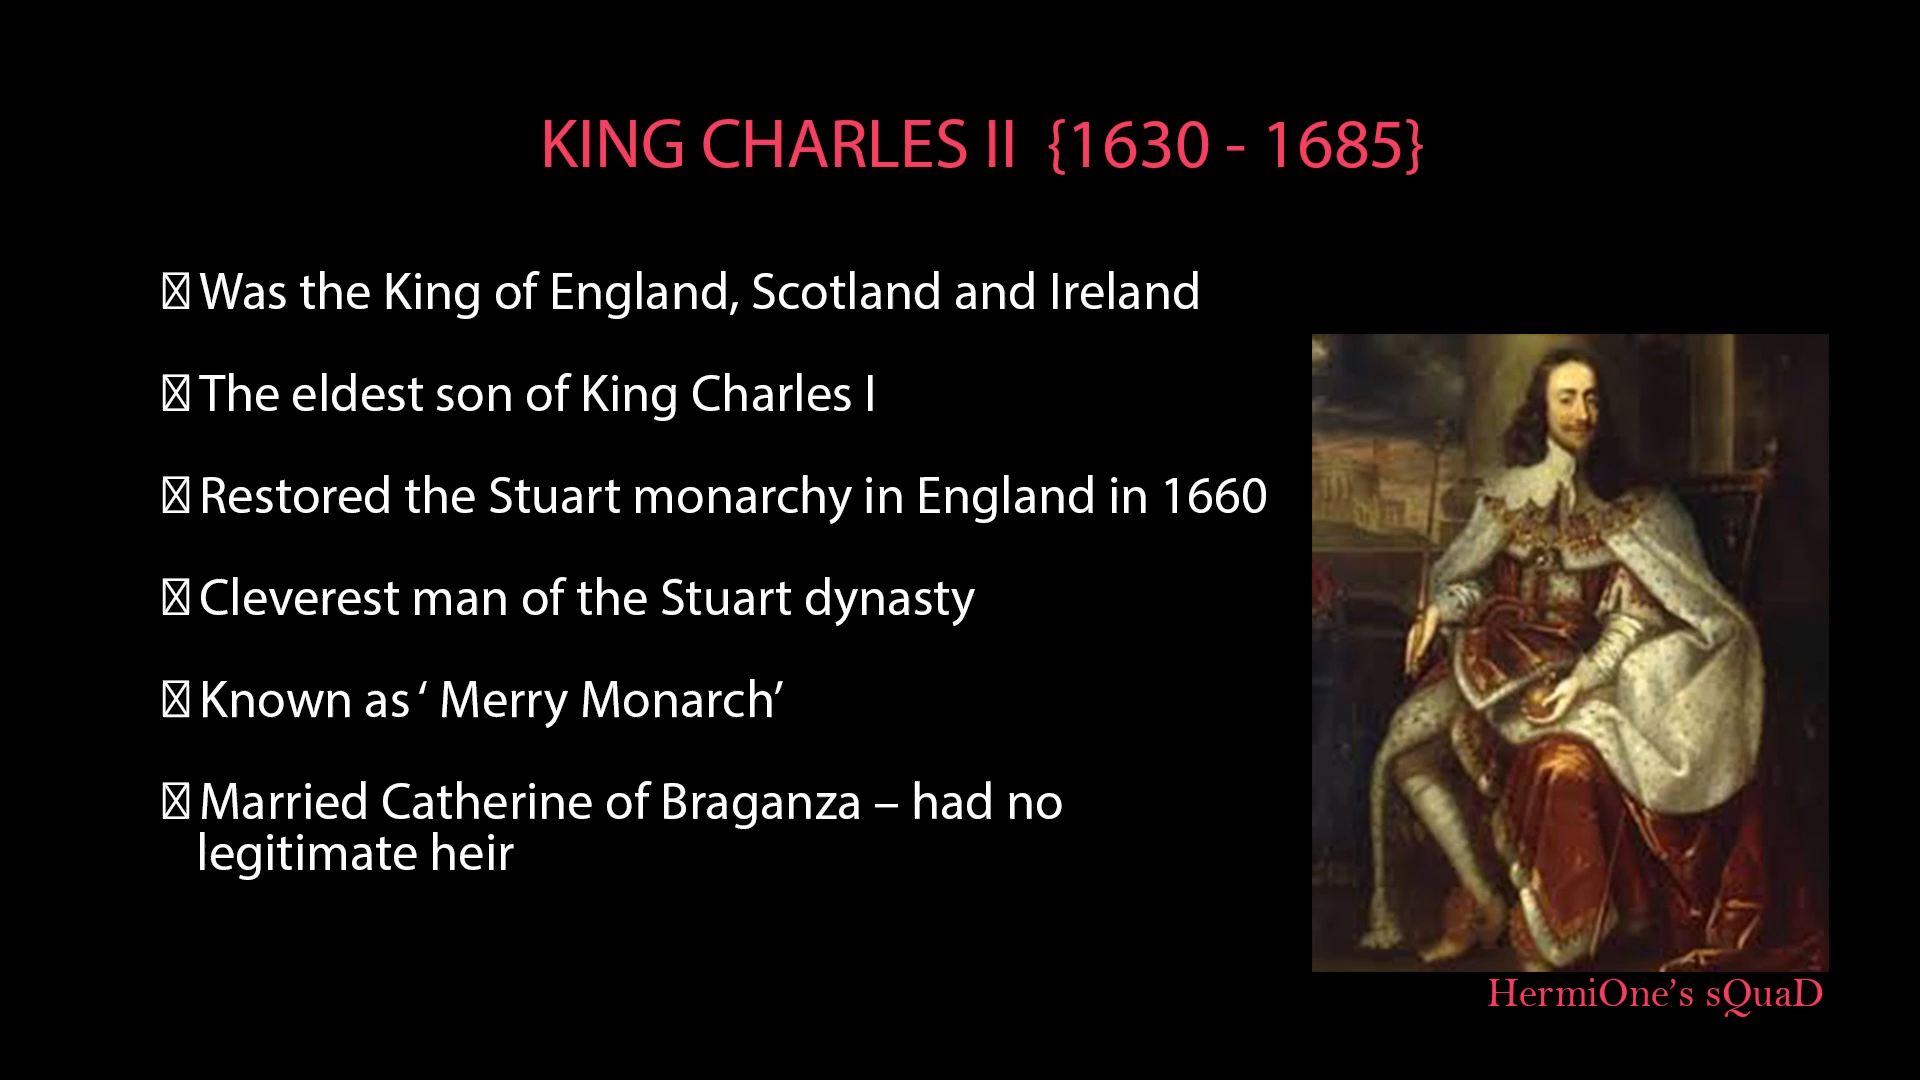 KING CHARLES II {1630 - 1685}
Was the King of England, Scotland and Ireland
The eldest son of King Charles I
Restored the Stuart monarchy in England in 1660
Cleverest man of the Stuart dynasty
Known as ‘ Merry Monarch’
Married Catherine of Braganza – had no
legitimate heir
HermiOne’s sQuaD